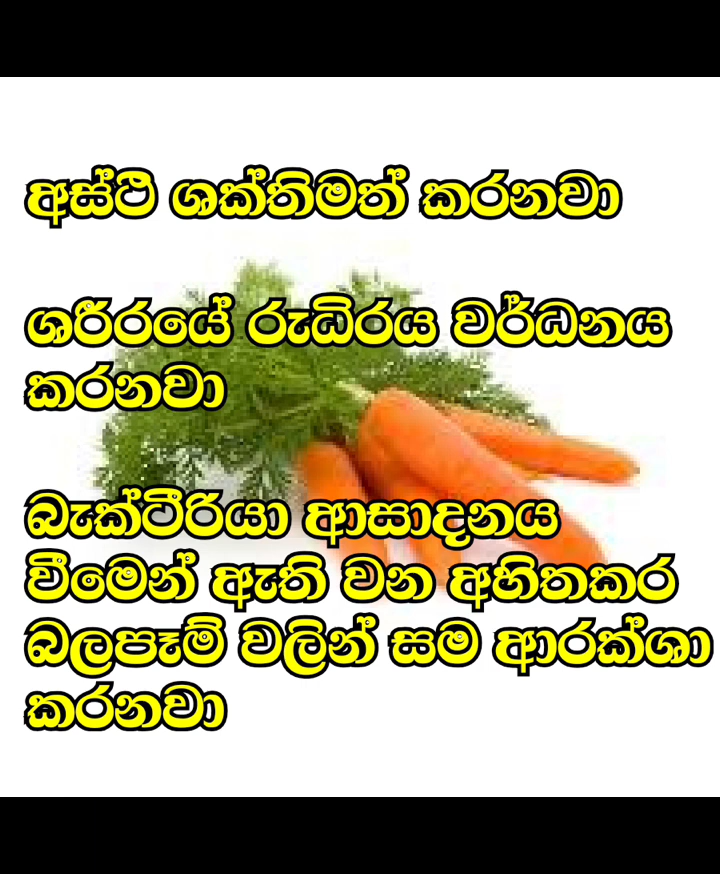 අස්ථි ශක්තිමත් කරනවා
ශරීරයේ රුධිරය වර්ධනය
කරනවා
බැක්ටීරියා ආසාදනය
වීමෙන් ඇති වන අහිතකර
බලපෑම් වලින් සම ආරක්ශා
කරනවා